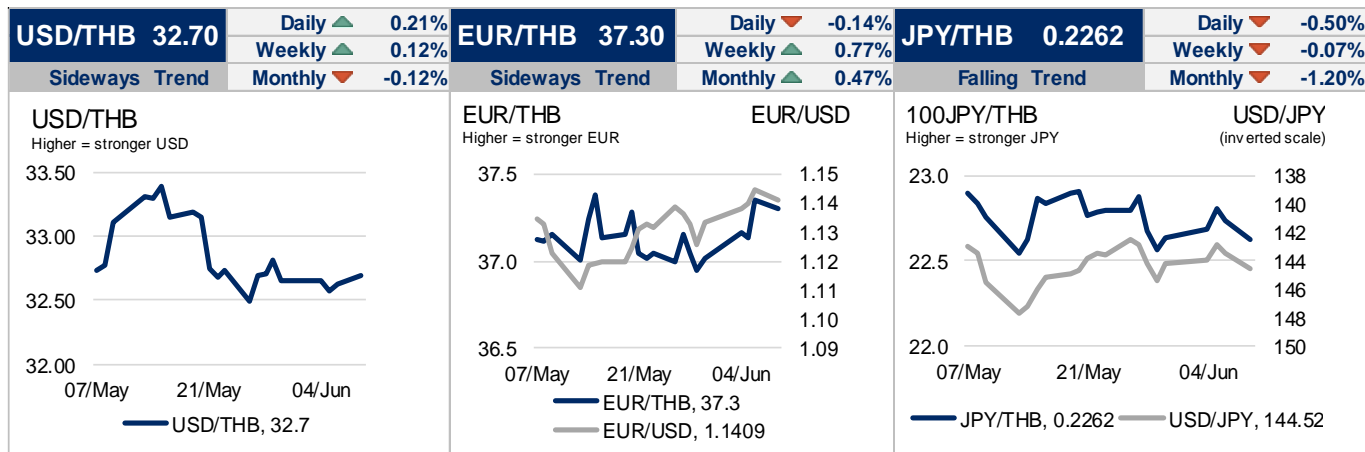 USD/THB 32.70
Daily 0.21%
Weekly 0.12%
Sideways Trend
Monthly -0.12%
USD/THB
Higher = stronger USD
33.50
33.00
32.50
32.00
07/May 21/May 04/Jun
USD/THB, 32.7
EUR/THB 37.30
Daily -0.14%
Weekly 0.77%
Sideways Trend
Monthly 0.47%
EUR/THB EUR/USD
Higher = stronger EUR
37.5
37.0
36.5
1.15
1.14
1.13
1.12
1.11
1.10
1.09
07/May 21/May 04/Jun
EUR/THB, 37.3
EUR/USD, 1.1409
JPY/THB 0.2262
Daily -0.50%
Weekly -0.07%
Falling Trend
Monthly -1.20%
100JPY/THB USD/JPY
Higher = stronger JPY (inverted scale)
23.0
22.5
22.0
138
140
142
144
146
148
150
07/May 21/May 04/Jun
JPY/THB, 0.2262 USD/JPY, 144.52